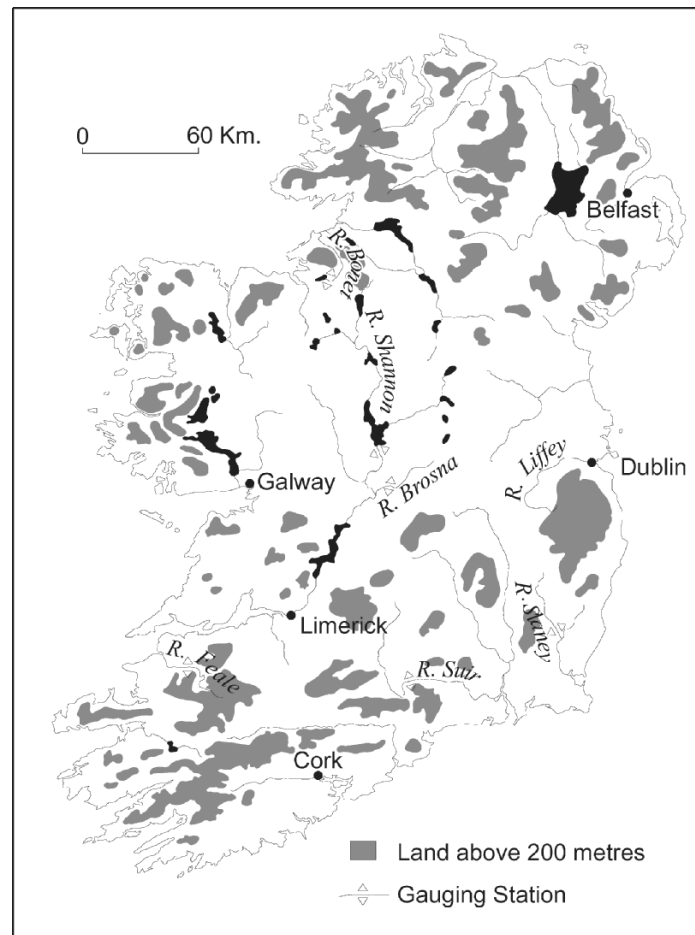 0 60 Km.
Belfast
R. Bonet
R. Shannon
R. Liffey
Dublin
Galway
R. Brosna
Limerick
R. Slaney
R. Feale
R. Suir
Cork
Land above 200 metres
Gauging Station